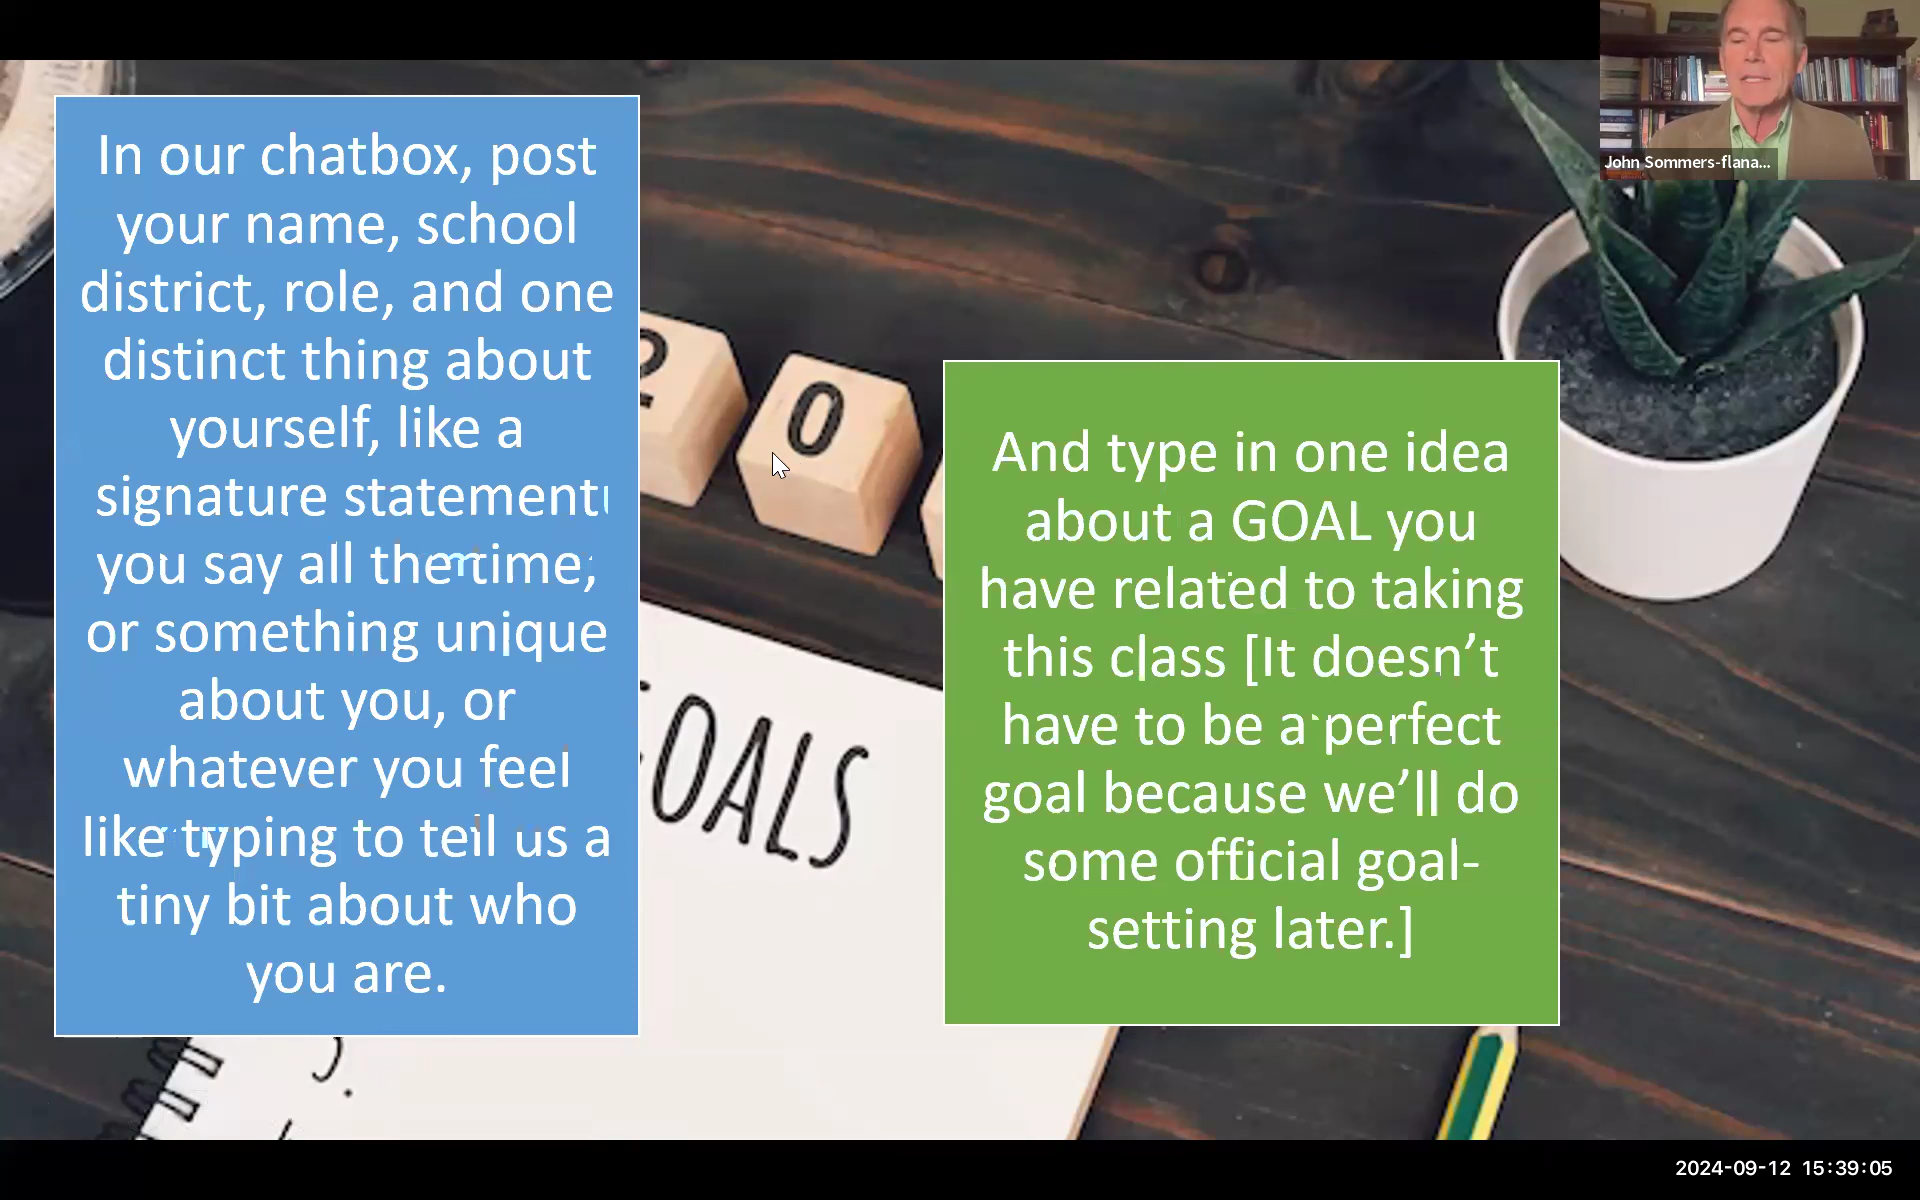 In our chatbox, post
your name, school
district, role, and one
distinct thing about
yourself, like a
signature statement
you say all the time,
or something unique
about you, or
whatever you feel
like typing to tell us a
tiny bit about who
you are.
2
0
GOALS
And type in one idea
about a GOAL you
have related to taking
this class [It doesn’t
have to be a perfect
goal because we’ll do
some official goal-
setting later.]
John Sommers-flana...
2024-09-12 15:39:05